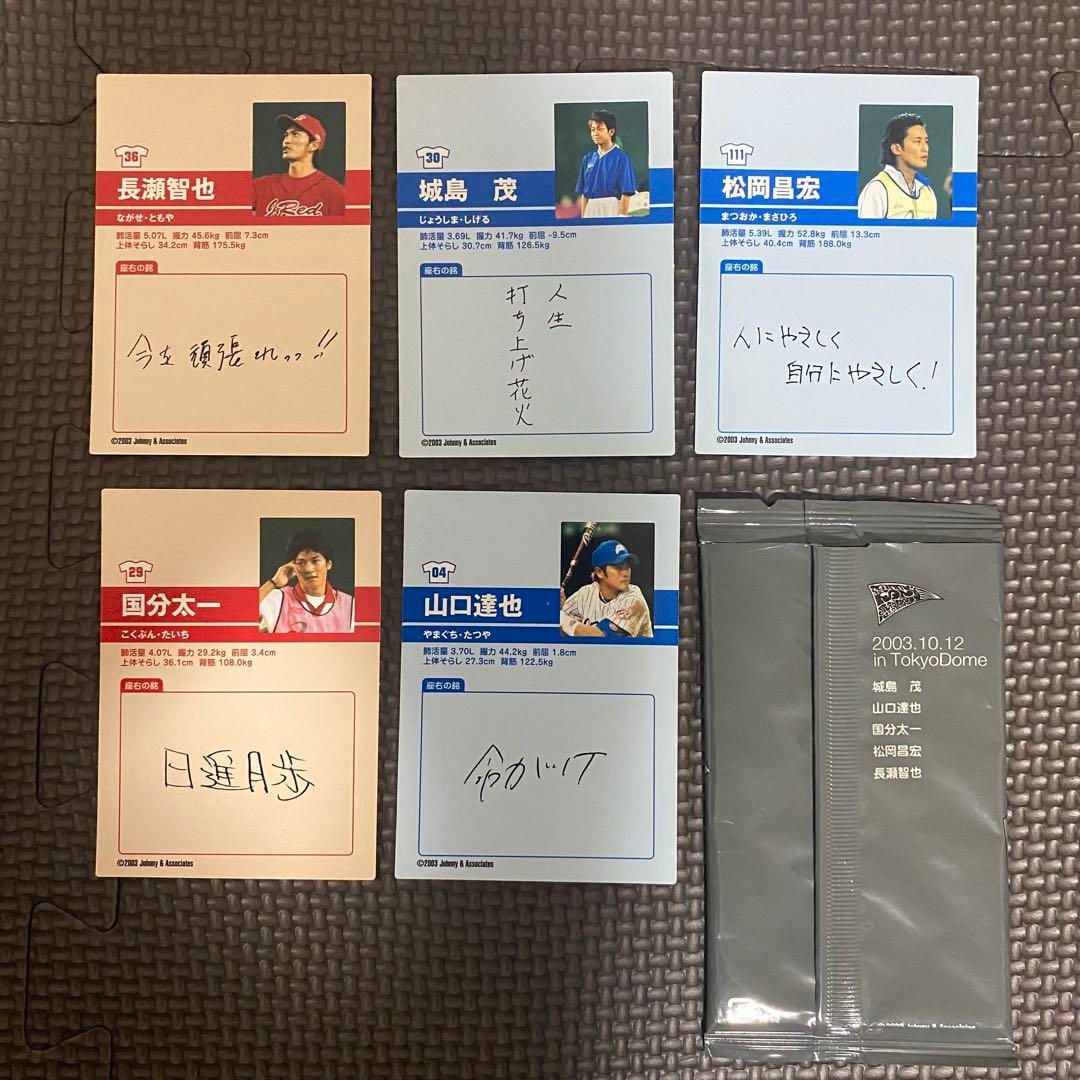 36
長瀬智也
J.Red
ながせ・ともや
肺活量 5.07L 握力 45.6kg 前屈 7.3cm
上体そらし 34.2cm 背筋 175.5kg
座右の銘
今を頑張れっっ!!
©2003 Johnny & Associates
30
城島 茂
じょうしま・しげる
肺活量 3.69L 握力 41.7kg 前屈 -9.5cm
上体そらし 30.7cm 背筋 126.5kg
座右の銘
人生
打ち上げ花火
©2003 Johnny & Associates
111
松岡昌宏
まつおか・まさひろ
肺活量 5.39L 握力 52.8kg 前屈 13.3cm
上体そらし 40.4cm 背筋 188.0kg
座右の銘
人にやさしく
自分にやさしく!
©2003 Johnny & Associates
29
国分太一
こくぶん・たいち
肺活量 4.07L 握力 29.2kg 前屈 3.4cm
上体そらし 36.1cm 背筋 108.0kg
座右の銘
日進月歩
©2003 Johnny & Associates
04
山口達也
やまぐち・たつや
肺活量 3.70L 握力 44.2kg 前屈 1.8cm
上体そらし 27.3cm 背筋 122.5kg
座右の銘
命がけ
©2003 Johnny & Associates
2003.10.12
in TokyoDome
城島 茂
山口達也
国分太一
松岡昌宏
長瀬智也
©2003 Johnny & Associates